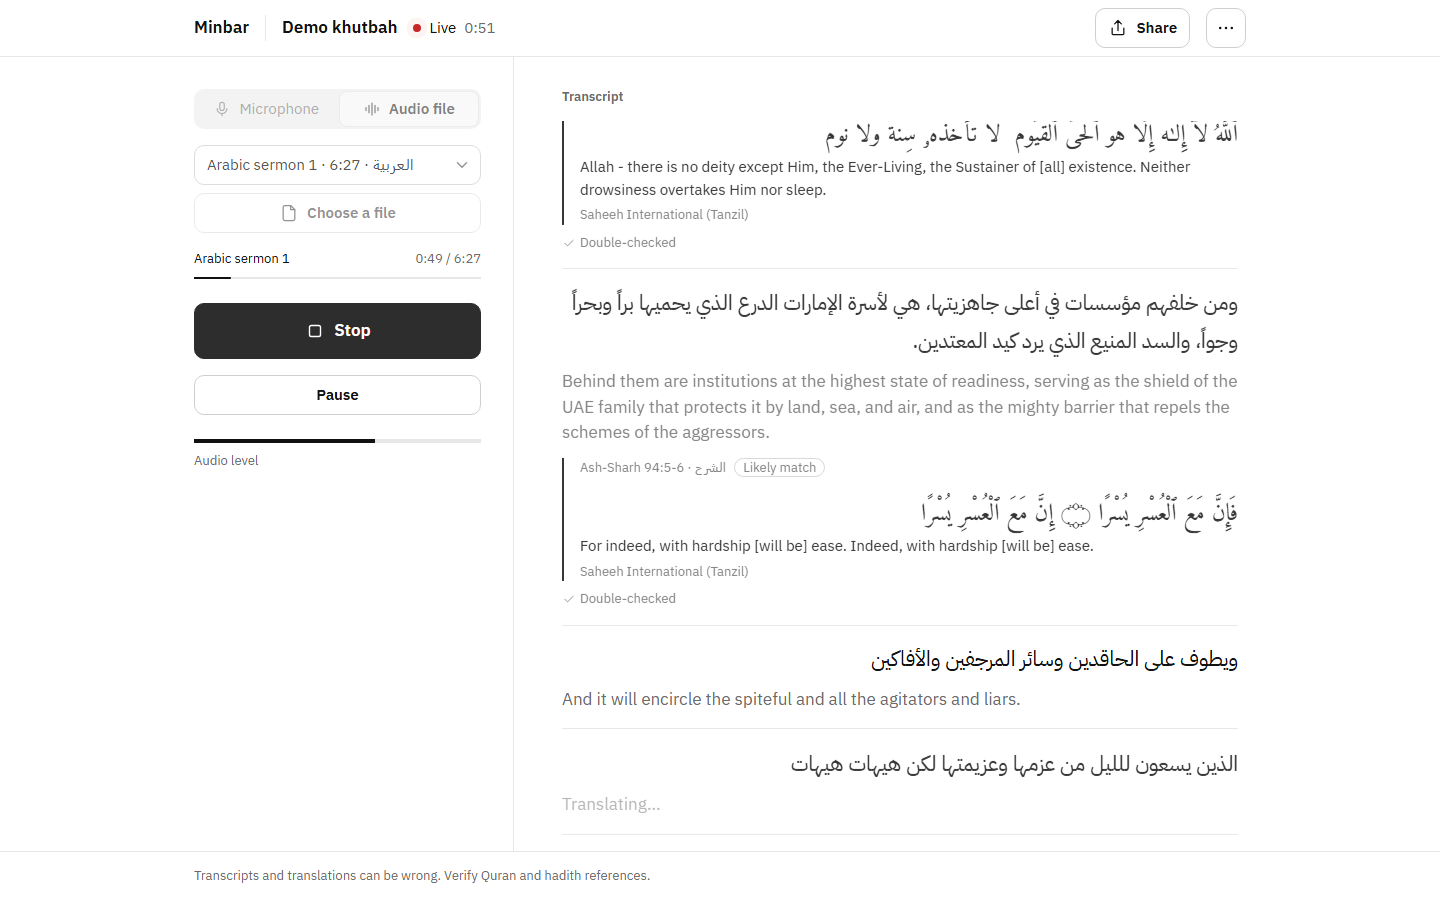 Minbar
Demo khutbah
Live 0:51
Share
Microphone
Audio file
Arabic sermon 1 · 6:27 · العربية
Choose a file
Arabic sermon 1
0:49 / 6:27
Stop
Pause
Audio level
Transcript
ٱللَّهُ لَآ إِلَٰه إِلَّا هو ٱلحىّ ٱلقيّوم لا تأخذهۥ سِنة ولا نوم
Allah - there is no deity except Him, the Ever-Living, the Sustainer of [all] existence. Neither
drowsiness overtakes Him nor sleep.
Saheeh International (Tanzil)
Double-checked
ومن خلفهم مؤسسات في أعلى جاهزيتها، هي لأسرة الإمارات الدرع الذي يحميها براً وبحراً
وجواً، والسد المنيع الذي يرد كيد المعتدين.
Behind them are institutions at the highest state of readiness, serving as the shield of the
UAE family that protects it by land, sea, and air, and as the mighty barrier that repels the
schemes of the aggressors.
Ash-Sharh 94:5-6 · الشرح Likely match
فَإِنَّ مَعَ ٱلْعُسْرِ يُسْرًا ۝ إِنَّ مَعَ ٱلْعُسْرِ يُسْرًا
For indeed, with hardship [will be] ease. Indeed, with hardship [will be] ease.
Saheeh International (Tanzil)
Double-checked
ويطوف على الحاقدين وسائر المرجفين والأفاكين
And it will encircle the spiteful and all the agitators and liars.
الذين يسعون لللیل من عزمها وعزيمتها لكن هيهات هيهات
Translating...
Transcripts and translations can be wrong. Verify Quran and hadith references.